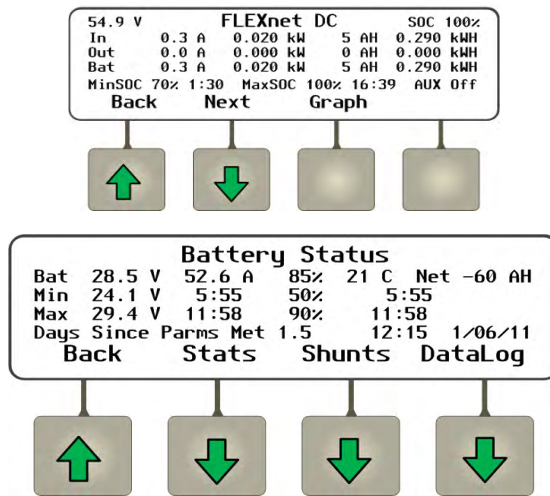 54.9 V FLEXnet DC SOC 100%
In 0.3 A 0.020 kW 5 AH 0.290 kWH
Out 0.0 A 0.000 kW 0 AH 0.000 kWH
Bat 0.3 A 0.020 kW 5 AH 0.290 kWH
MinSOC 70% 1:30 MaxSOC 100% 16:39 AUX Off
Back Next Graph
Battery Status
Bat 28.5 V 52.6 A 85% 21 C Net -60 AH
Min 24.1 V 5:55 50% 5:55
Max 29.4 V 11:58 90% 11:58
Days Since Parms Met 1.5 12:15 1/06/11
Back Stats Shunts DataLog